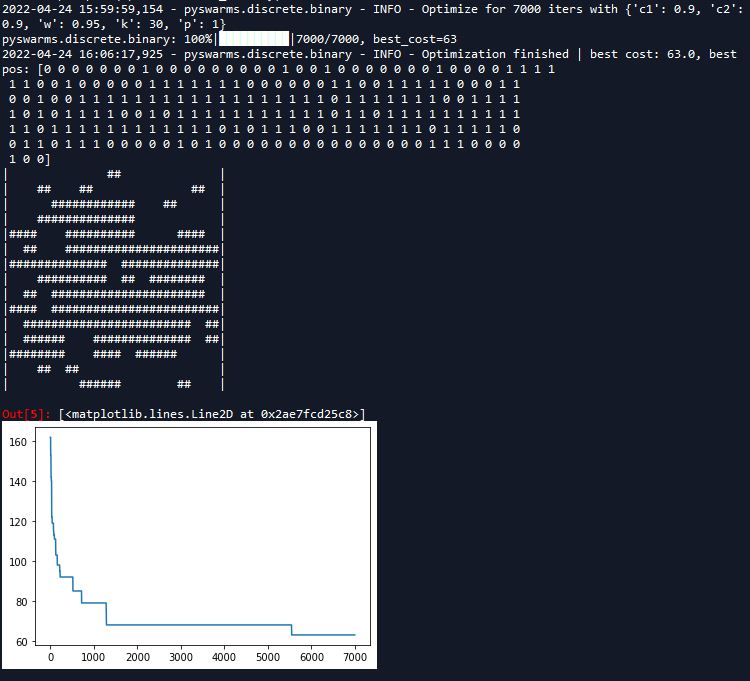 2022-04-24 15:59:59,154 - pyswarms.discrete.binary - INFO - Optimize for 7000 iters with {'c1': 0.9, 'c2':
0.9, 'w': 0.95, 'k': 30, 'p': 1}
pyswarms.discrete.binary: 100%|██████████|7000/7000, best_cost=63
2022-04-24 16:06:17,925 - pyswarms.discrete.binary - INFO - Optimization finished | best cost: 63.0, best
pos: [0 0 0 0 0 0 0 1 0 0 0 0 0 0 0 0 0 1 0 0 1 0 0 0 0 0 0 0 1 0 0 0 0 1 1 1 1
 1 1 0 0 1 0 0 0 0 0 1 1 1 1 1 1 1 0 0 0 0 0 0 1 1 0 0 1 1 1 1 1 0 0 0 1 1
 0 0 1 0 0 1 1 1 1 1 1 1 1 1 1 1 1 1 1 1 1 1 1 0 1 1 1 1 1 1 1 0 0 1 1 1 1
 1 0 1 0 1 1 1 1 0 0 1 0 1 1 1 1 1 1 1 1 1 1 1 0 1 1 0 1 1 1 1 1 1 1 1 1 1
 1 1 0 1 1 1 1 1 1 1 1 1 1 1 1 0 1 0 1 1 1 0 0 1 1 1 1 1 1 1 0 1 1 1 1 1 0
 0 1 1 0 1 1 1 0 0 0 0 0 1 0 1 0 0 0 0 0 0 0 0 0 0 0 0 0 0 0 1 1 1 0 0 0 0
 1 0 0]
|              ##              |
|    ##    ##              ##  |
|      ############    ##      |
|    ##############            |
|####    ##########      ####  |
|  ##    ######################|
|##############  ##############|
|    ##########  ##  ########  |
|  ##  ######################  |
|####  ########################|
|  ########################  ##|
|  ######    ##############  ##|
|########    ####  ######      |
|    ##  ##                    |
|          ######        ##    |
Out[5]: [<matplotlib.lines.Line2D at 0x2ae7fcd25c8>]
160
140
120
100
80
60
0 1000 2000 3000 4000 5000 6000 7000